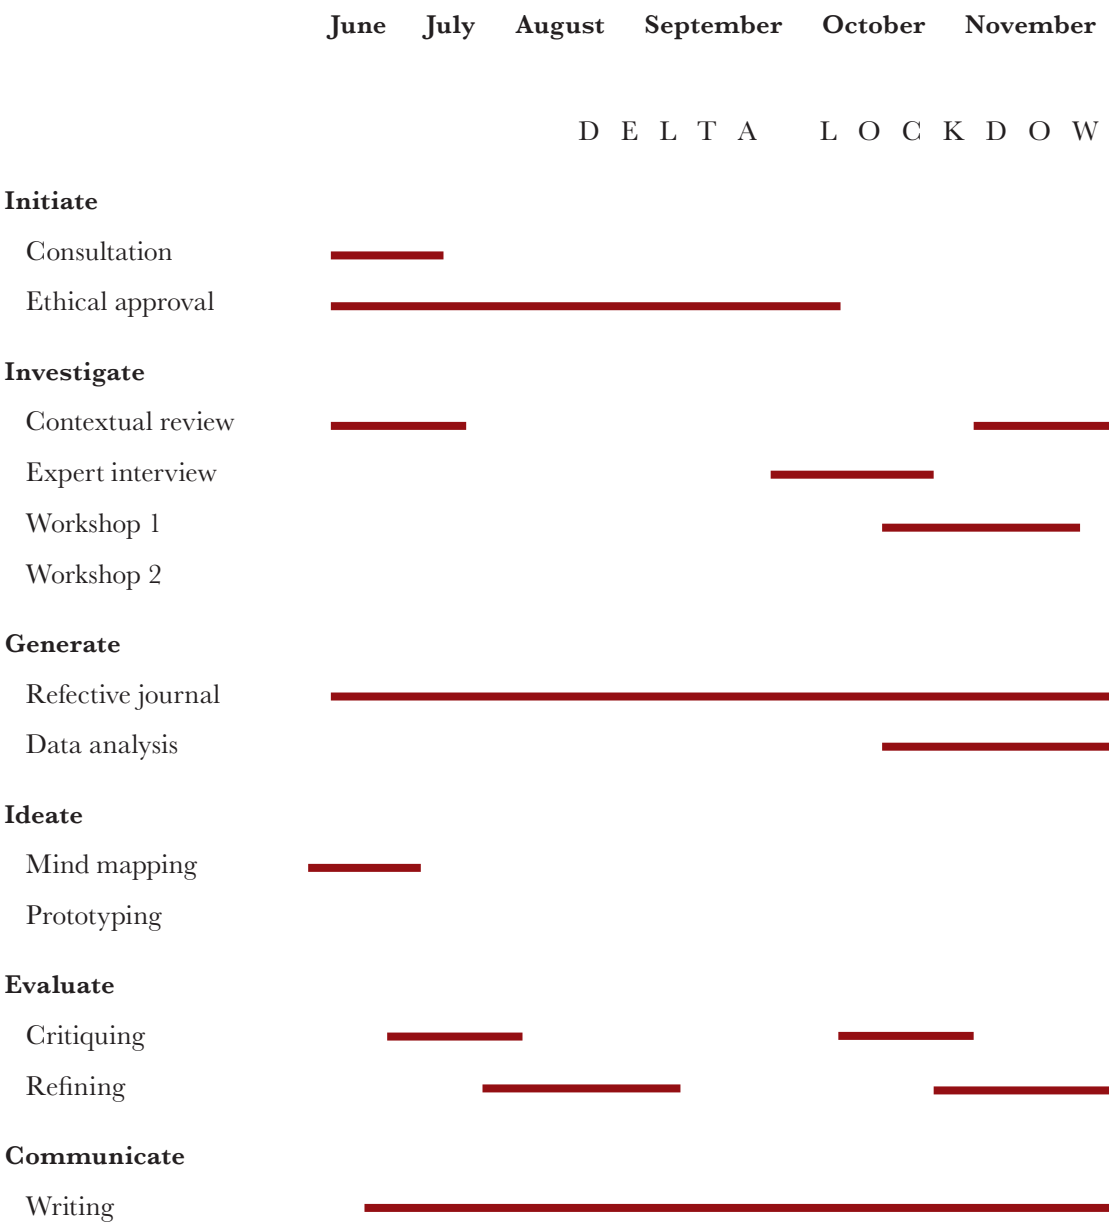 June July August September October November
D E L T A L O C K D O W
Initiate
Consultation
Ethical approval
Investigate
Contextual review
Expert interview
Workshop 1
Workshop 2
Generate
Refective journal
Data analysis
Ideate
Mind mapping
Prototyping
Evaluate
Critiquing
Refining
Communicate
Writing